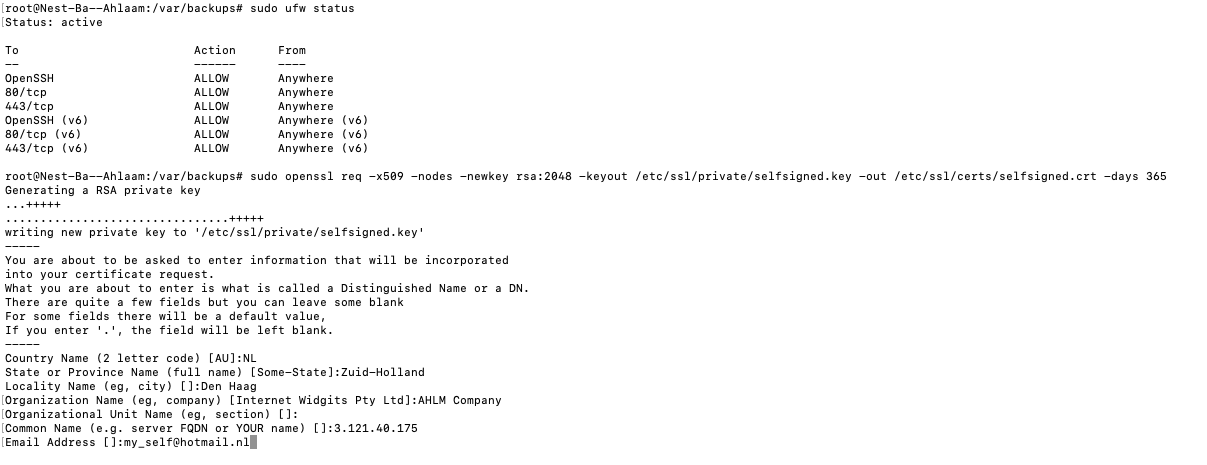 [root@Nest-Ba--Ahlaam:/var/backups# sudo ufw status
[Status: active

To                         Action      From
--                         ------      ----
OpenSSH                    ALLOW       Anywhere
80/tcp                     ALLOW       Anywhere
443/tcp                    ALLOW       Anywhere
OpenSSH (v6)               ALLOW       Anywhere (v6)
80/tcp (v6)                ALLOW       Anywhere (v6)
443/tcp (v6)               ALLOW       Anywhere (v6)

root@Nest-Ba--Ahlaam:/var/backups# sudo openssl req -x509 -nodes -newkey rsa:2048 -keyout /etc/ssl/private/selfsigned.key -out /etc/ssl/certs/selfsigned.crt -days 365
Generating a RSA private key
...+++++
................................+++++
writing new private key to '/etc/ssl/private/selfsigned.key'
-----
You are about to be asked to enter information that will be incorporated
into your certificate request.
What you are about to enter is what is called a Distinguished Name or a DN.
There are quite a few fields but you can leave some blank
For some fields there will be a default value,
If you enter '.', the field will be left blank.
-----
Country Name (2 letter code) [AU]:NL
State or Province Name (full name) [Some-State]:Zuid-Holland
Locality Name (eg, city) []:Den Haag
[Organization Name (eg, company) [Internet Widgits Pty Ltd]:AHLM Company
[Organizational Unit Name (eg, section) []:
[Common Name (e.g. server FQDN or YOUR name) []:3.121.40.175
[Email Address []:my_self@hotmail.nl